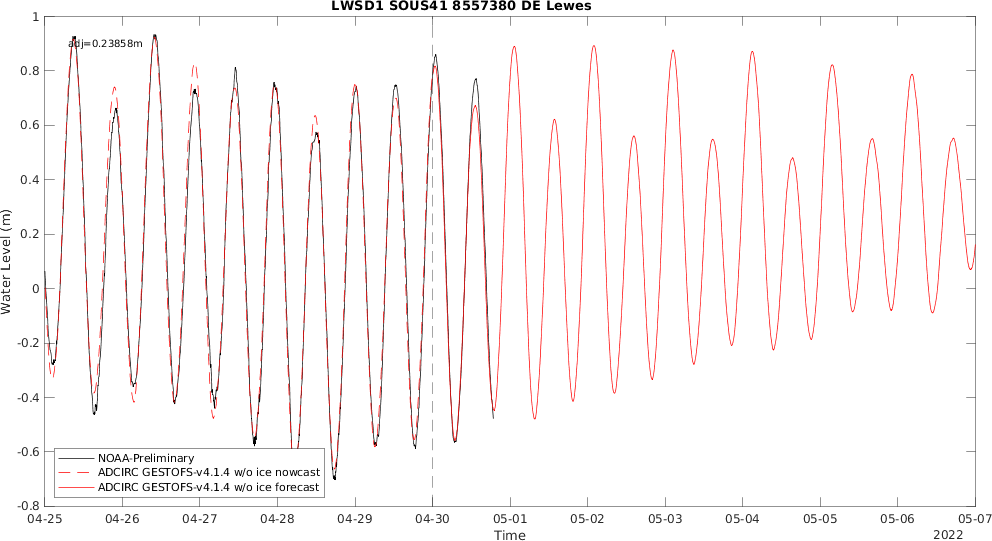 LWSD1 SOUS41 8557380 DE Lewes
adj=0.23858m
Water Level (m)
1
0.8
0.6
0.4
0.2
0
-0.2
-0.4
-0.6
-0.8
NOAA-Preliminary
ADCIRC GESTOFS-v4.1.4 w/o ice nowcast
ADCIRC GESTOFS-v4.1.4 w/o ice forecast
04-25 04-26 04-27 04-28 04-29 04-30 05-01 05-02 05-03 05-04 05-05 05-06 05-07
Time
2022